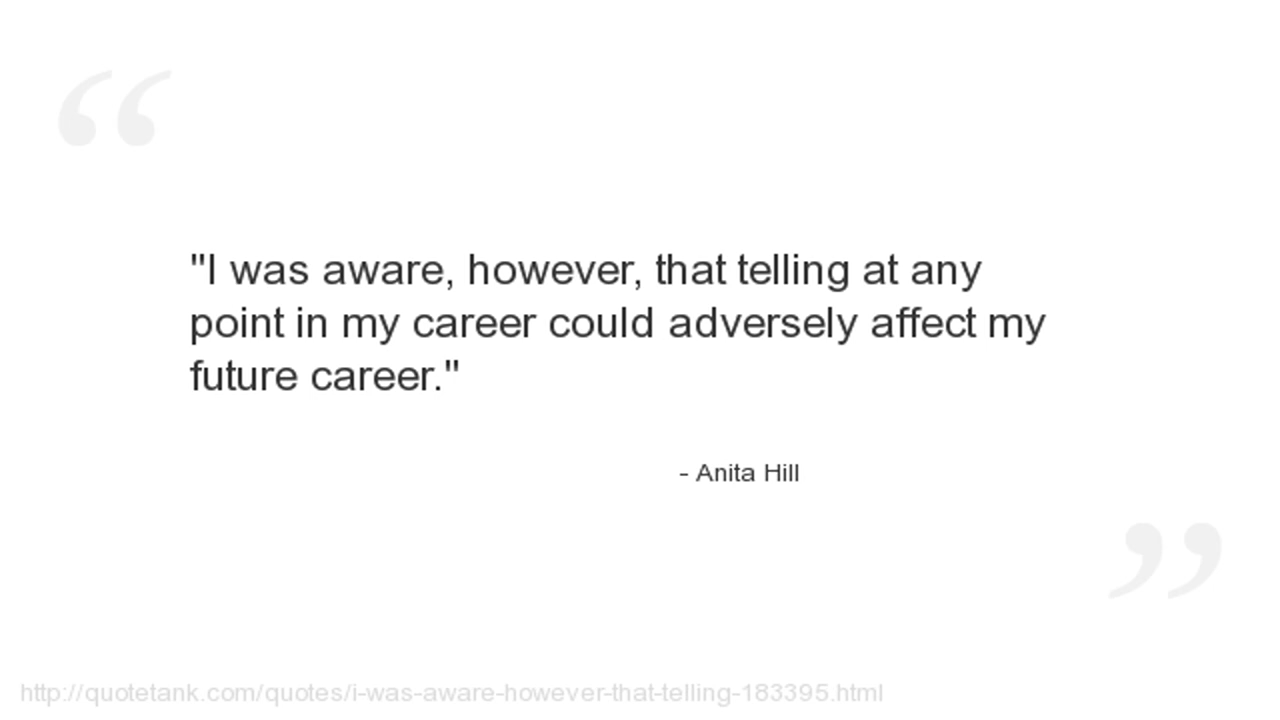 "I was aware, however, that telling at any
point in my career could adversely affect my
future career."
- Anita Hill
http://quotetank.com/quotes/i-was-aware-however-that-telling-183395.html